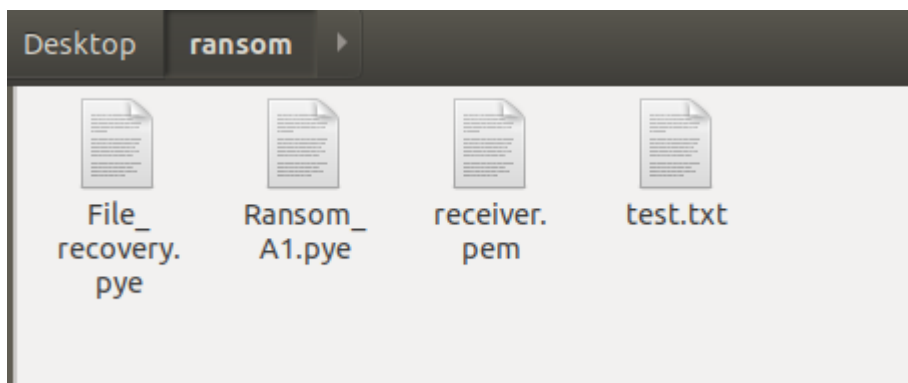 Desktop ransom
File_
recovery.
pye
Ransom_
A1.pye
receiver.
pem
test.txt